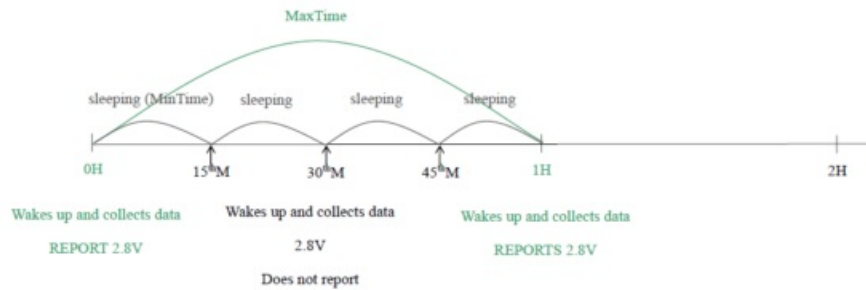 MaxTime
sleeping (MinTime) sleeping sleeping sleeping
0H 15thM 30thM 45thM 1H 2H
Wakes up and collects data Wakes up and collects data Wakes up and collects data
REPORT 2.8V 2.8V REPORTS 2.8V
Does not report